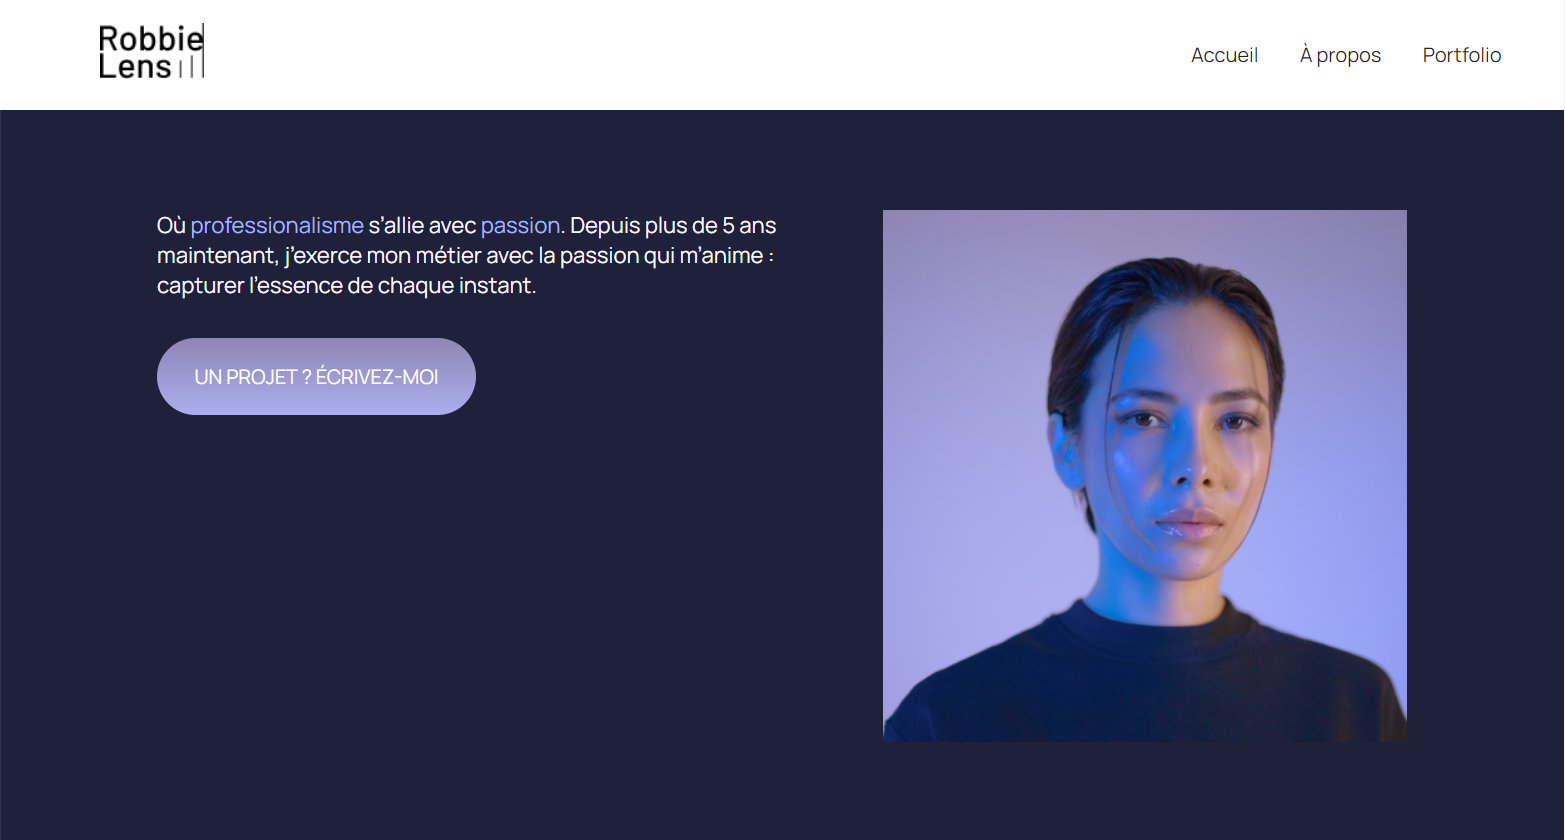 Robbie
Lens
Accueil À propos Portfolio
Où professionalisme s’allie avec passion. Depuis plus de 5 ans
maintenant, j’exerce mon métier avec la passion qui m’anime :
capturer l’essence de chaque instant.
UN PROJET ? ÉCRIVEZ-MOI